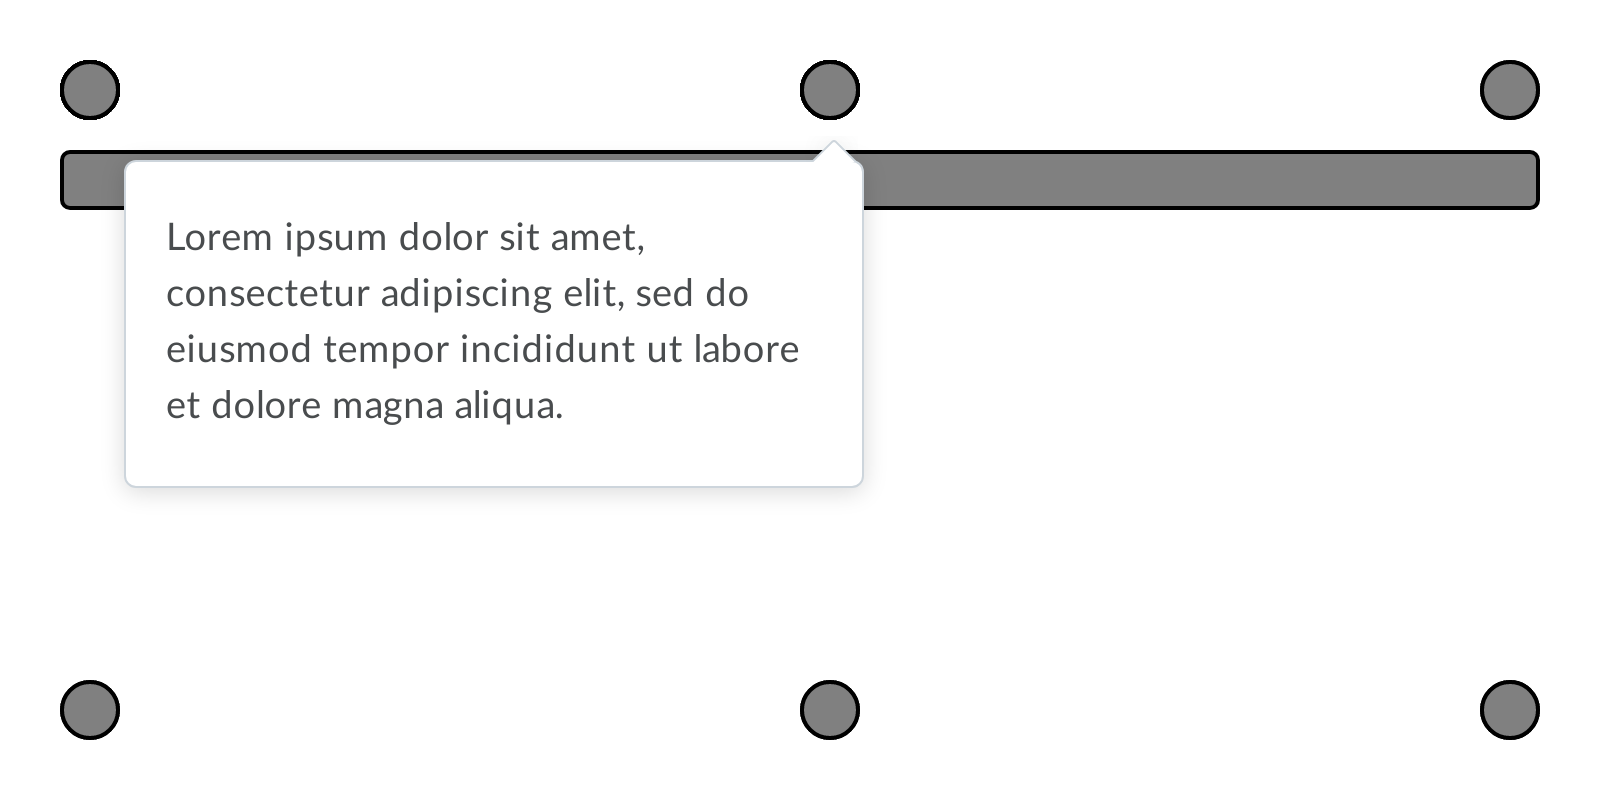 Lorem ipsum dolor sit amet,
consectetur adipiscing elit, sed do
eiusmod tempor incididunt ut labore
et dolore magna aliqua.